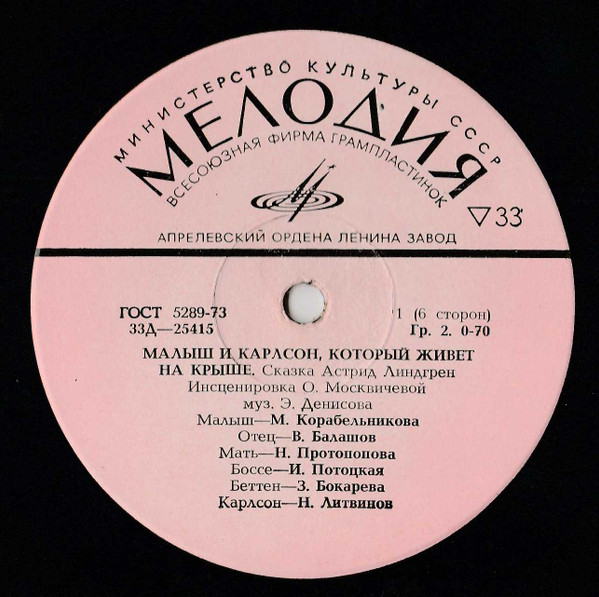 МИНИСТЕРСТВО КУЛЬТУРЫ СССР
МЕЛОДИЯ
ВСЕСОЮЗНАЯ ФИРМА ГРАМПЛАСТИНОК
33
АПРЕЛЕВСКИЙ ОРДЕНА ЛЕНИНА ЗАВОД
ГОСТ 5289-73 1 (6 сторон)
33Д—25415 Гр. 2. 0-70
МАЛЫШ И КАРЛСОН, КОТОРЫЙ ЖИВЕТ
НА КРЫШЕ. Сказка Астрид Линдгрен
Инсценировка О. Москвичевой
муз. Э. Денисова
Малыш—М. Корабельникова
Отец—В. Балашов
Мать—Н. Протопопова
Боссе—И. Потоцкая
Беттен—З. Бокарева
Карлсон—Н. Литвинов